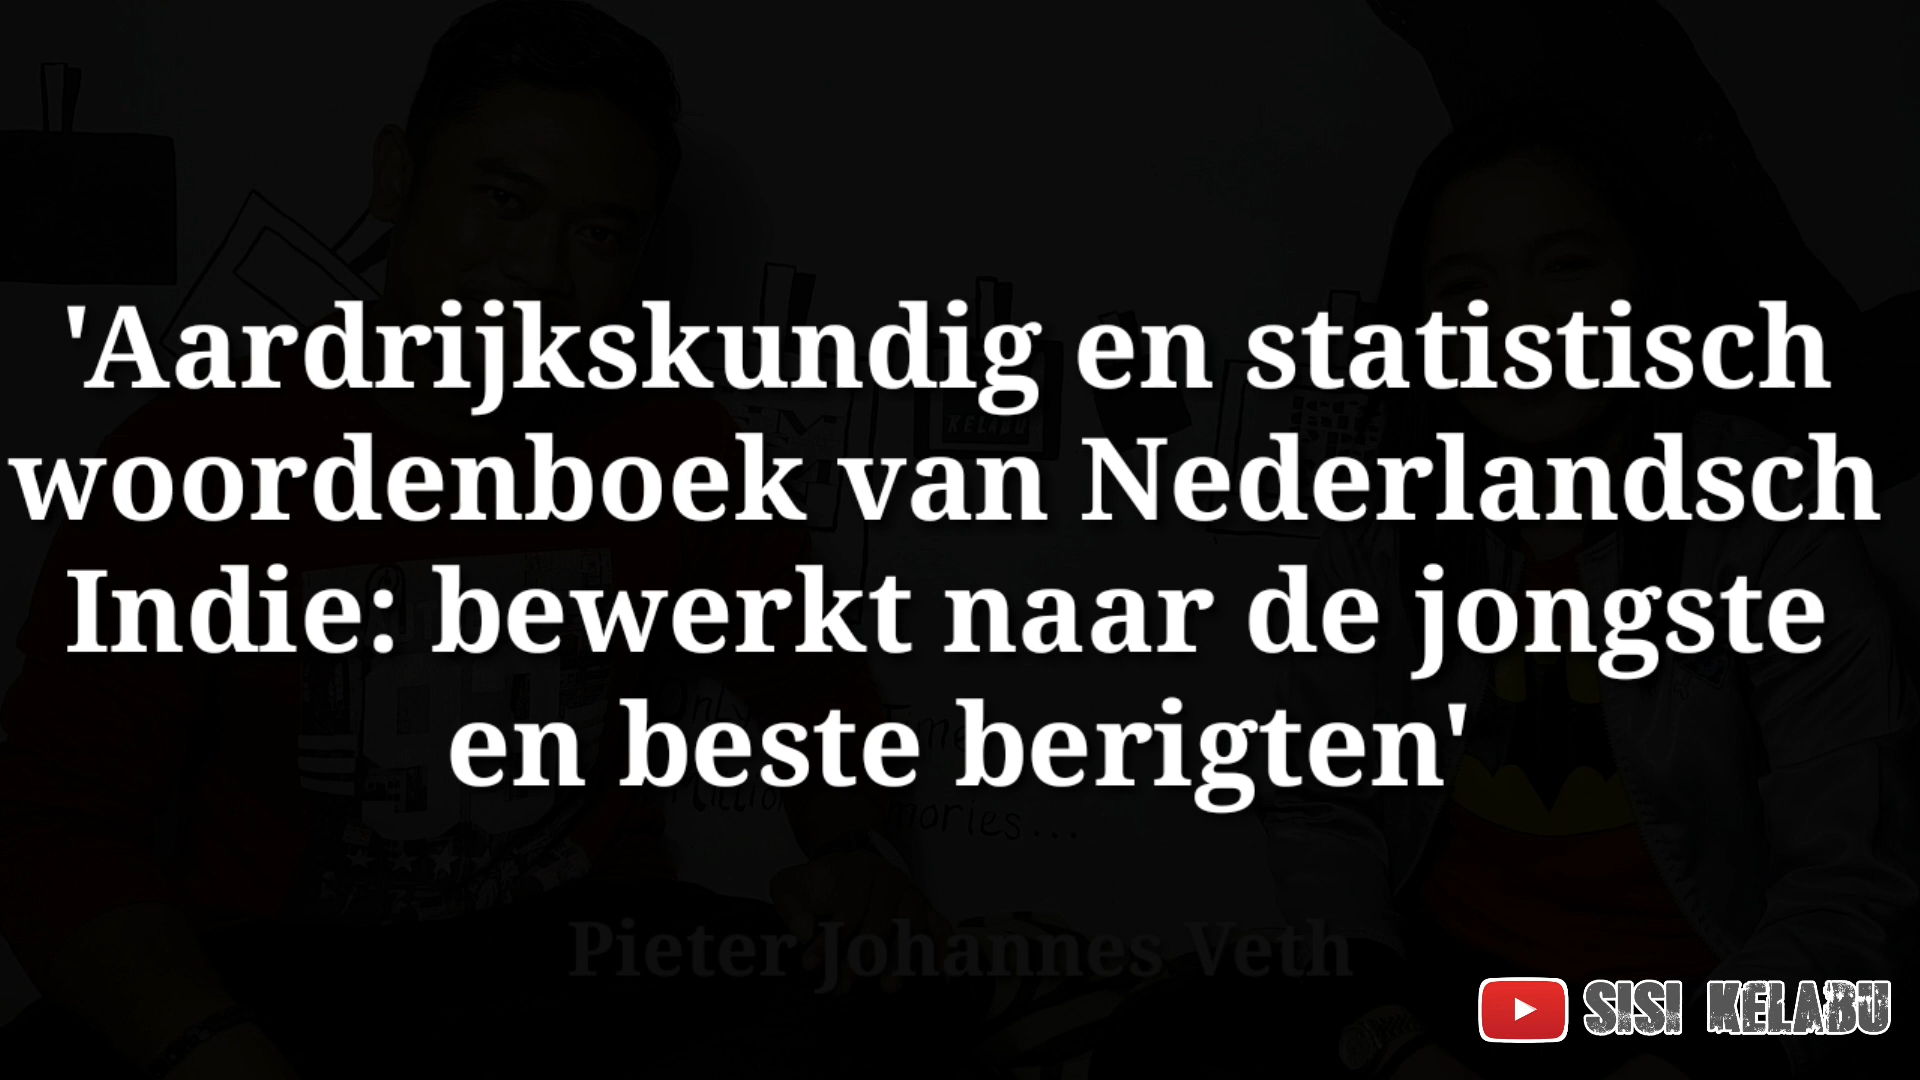 'Aardrijkskundig en statistisch
woordenboek van Nederlandsch
Indie: bewerkt naar de jongste
en beste berigten'
Pieter Johannes Veth
SISI KELABU
KELABU